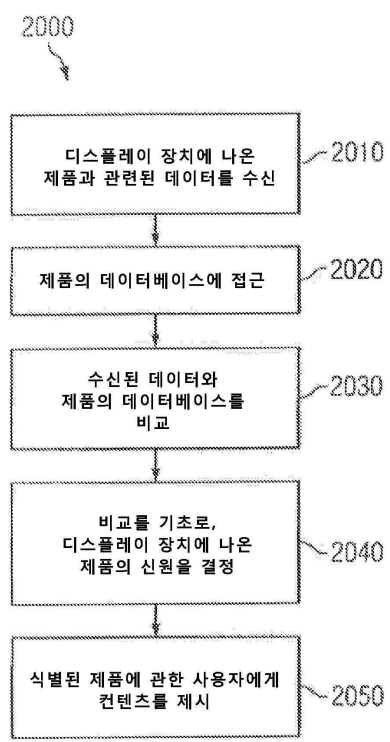 2000
디스플레이 장치에 나온
제품과 관련된 데이터를 수신
2010
제품의 데이터베이스에 접근
2020
수신된 데이터와
제품의 데이터베이스를
비교
2030
비교를 기초로,
디스플레이 장치에 나온
제품의 신원을 결정
2040
식별된 제품에 관한 사용자에게
컨텐츠를 제시
2050